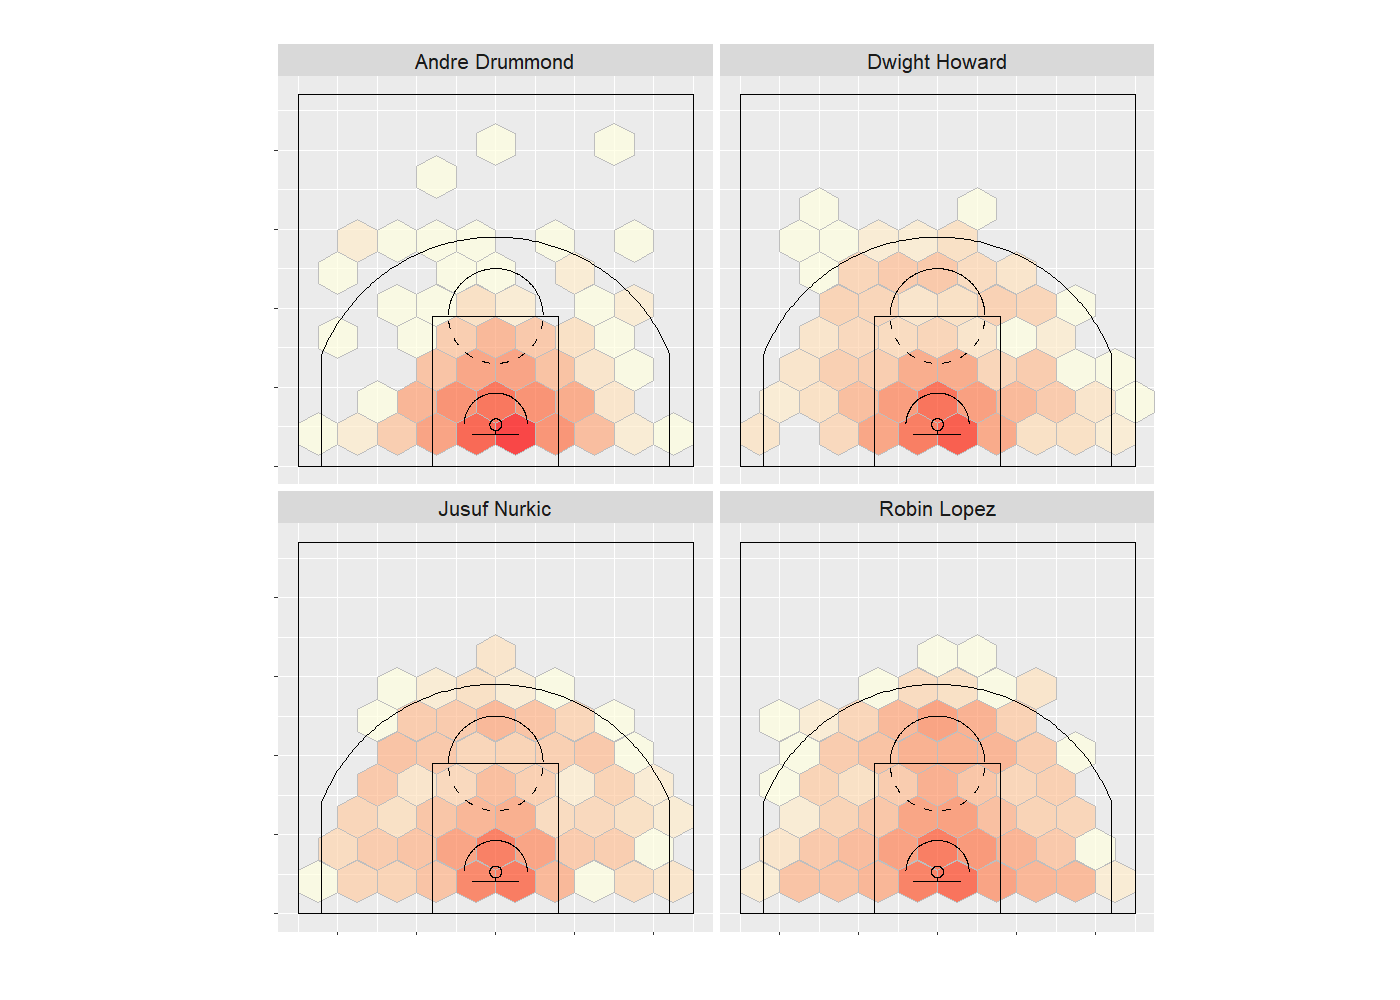 Andre Drummond
Dwight Howard
Jusuf Nurkic
Robin Lopez